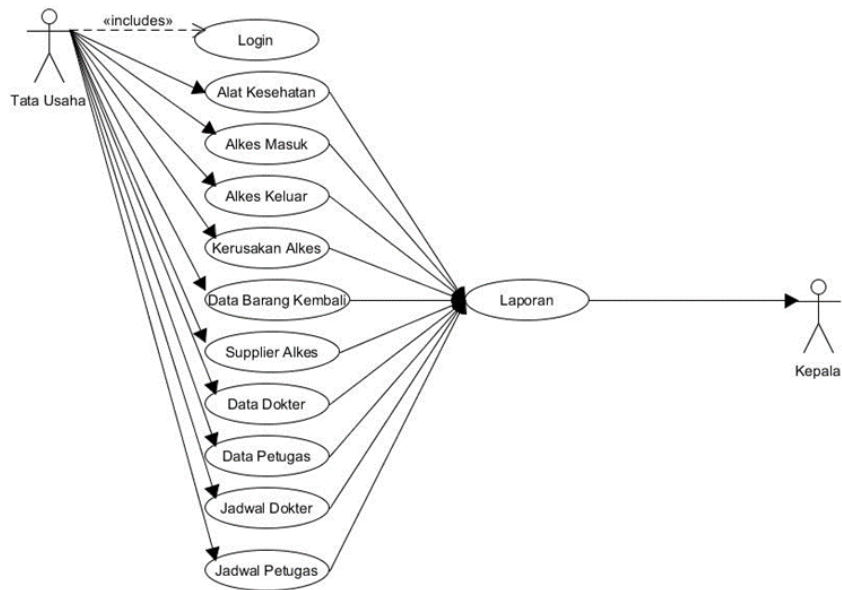 «includes»
Login
Tata Usaha
Alat Kesehatan
Alkes Masuk
Alkes Keluar
Kerusakan Alkes
Data Barang Kembali
Laporan
Supplier Alkes
Kepala
Data Dokter
Data Petugas
Jadwal Dokter
Jadwal Petugas